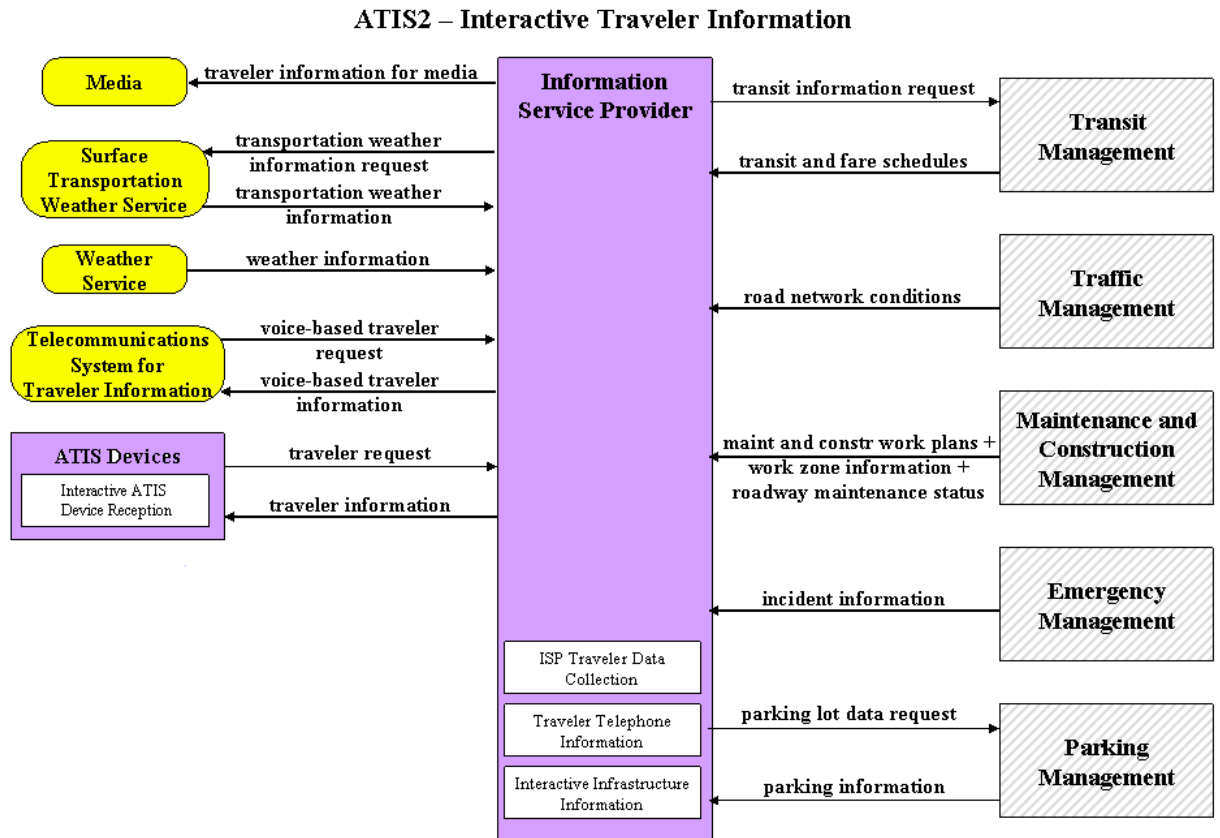 ATIS2 – Interactive Traveler Information
Media
traveler information for media
Information
Service Provider
transit information request
Transit
Management
transit and fare schedules
Surface
Transportation
Weather Service
transportation weather
information request
transportation weather
information
Weather
Service
weather information
Traffic
Management
road network conditions
Telecommunications
System for
Traveler Information
voice-based traveler
request
voice-based traveler
information
Maintenance and
Construction
Management
maint and constr work plans +
work zone information +
roadway maintenance status
ATIS Devices
Interactive ATIS
Device Reception
traveler request
traveler information
Emergency
Management
incident information
ISP Traveler Data
Collection
Traveler Telephone
Information
Interactive Infrastructure
Information
parking lot data request
Parking
Management
parking information